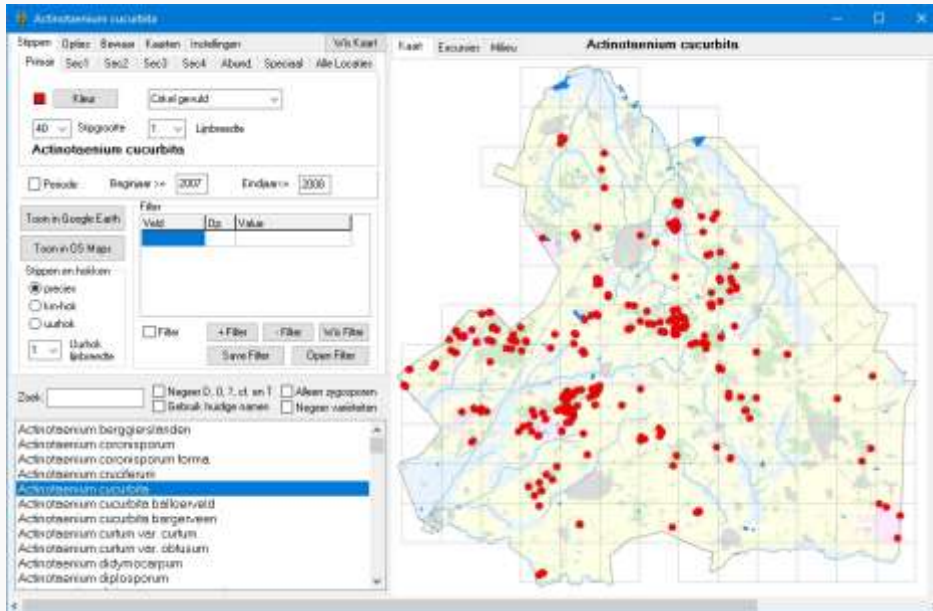 Actinotaenium cucurbita
Stippen Opties Bewaar Kaarten Instellingen Wis Kaart
Primair Sec1 Sec2 Sec3 Sec4 Abund. Speciaal Alle Locaties
Kleur Cirkel gevuld
40 Stipgrootte 1 Lijnbreedte
Actinotaenium cucurbita
Periode Beginjaar >= 2007 Eindjaar <= 2008
Toon in Google Earth
Toon in OS Maps
Stippen en hokken
precies
km-hok
uurhok
1 Uurhok
lijnbreedte
Filter
Veld Op Value
Filter +Filter -Filter Wis Filter
Save Filter Open Filter
Zoek: Negeer D, 0, ?, cf. en T Alleen zygosporen
Gebruik huidige namen Negeer variëteiten
Actinotaenium berggierslanden
Actinotaenium coronisporum
Actinotaenium coronisporum forma
Actinotaenium cruciferum
Actinotaenium cucurbita
Actinotaenium cucurbita balloerveld
Actinotaenium cucurbita bargerveen
Actinotaenium curtum var. curtum
Actinotaenium curtum var. obtusum
Actinotaenium didymocarpum
Actinotaenium diplosporum
Kaart Excursies Milieu Actinotaenium cucurbita